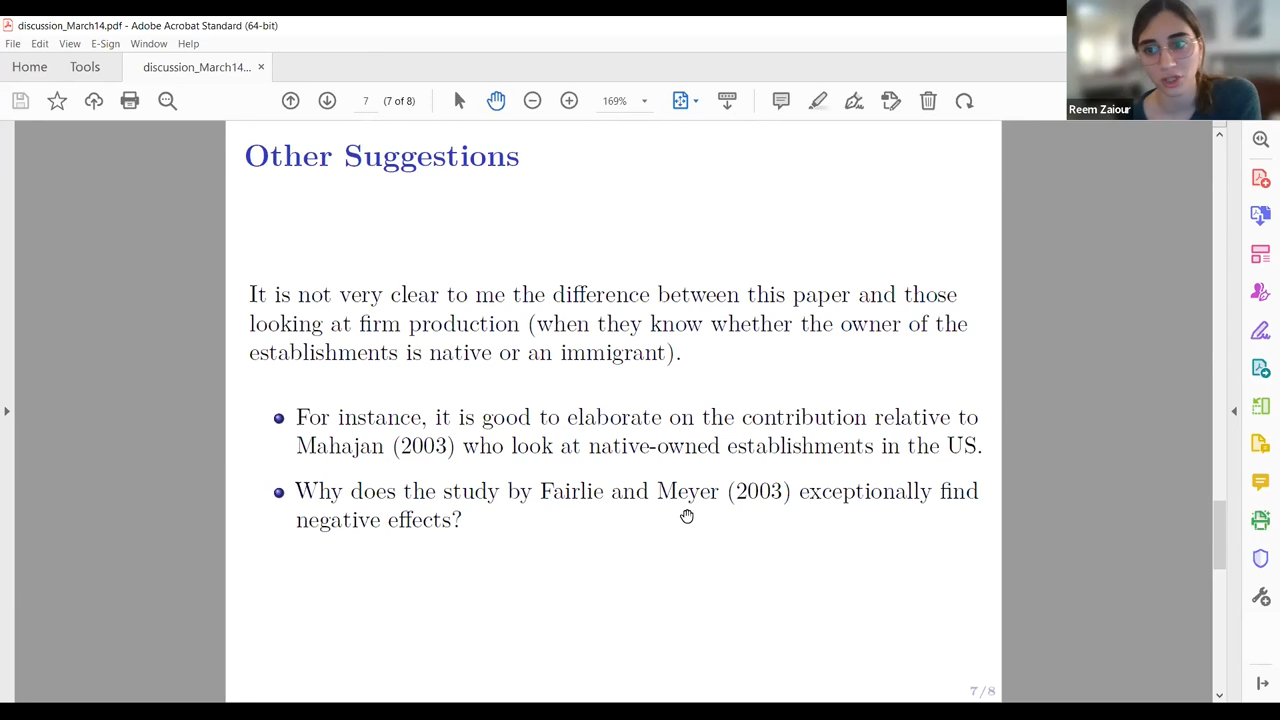 discussion_March14.pdf - Adobe Acrobat Standard (64-bit)
File Edit View E-Sign Window Help
Home Tools discussion_March14... ×
7 (7 of 8) 169%
Reem Zaiour
Other Suggestions
It is not very clear to me the difference between this paper and those
looking at firm production (when they know whether the owner of the
establishments is native or an immigrant).
For instance, it is good to elaborate on the contribution relative to
Mahajan (2003) who look at native-owned establishments in the US.
Why does the study by Fairlie and Meyer (2003) exceptionally find
negative effects?
7/8